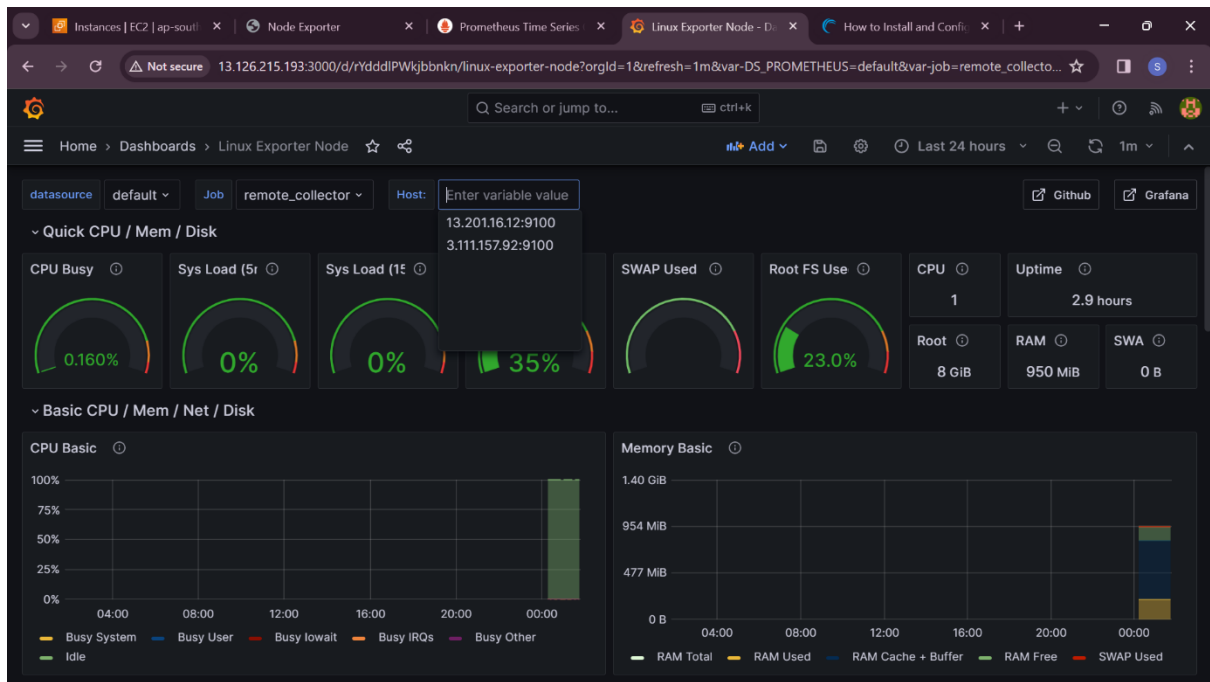 Instances | EC2 | ap-south
Node Exporter
Prometheus Time Series
Linux Exporter Node - Da
How to Install and Config
Not secure 13.126.215.193:3000/d/rYdddlPWkjbbnkn/linux-exporter-node?orgId=1&refresh=1m&var-DS_PROMETHEUS=default&var-job=remote_collecto...
S
Search or jump to... ctrl+k
Home > Dashboards > Linux Exporter Node Add Last 24 hours 1m
datasource default Job remote_collector Host: Enter variable value Github Grafana
13.201.16.12:9100
3.111.157.92:9100
Quick CPU / Mem / Disk
CPU Busy
0.160%
Sys Load (5r
0%
Sys Load (15
0%
35%
SWAP Used
Root FS Use
23.0%
CPU
1
Uptime
2.9 hours
Root
8 GiB
RAM
950 MiB
SWA
0 B
Basic CPU / Mem / Net / Disk
CPU Basic
100%
75%
50%
25%
0%
04:00 08:00 12:00 16:00 20:00 00:00
Busy System Busy User Busy Iowait Busy IRQs Busy Other
Idle
Memory Basic
1.40 GiB
954 MiB
477 MiB
0 B
04:00 08:00 12:00 16:00 20:00 00:00
RAM Total RAM Used RAM Cache + Buffer RAM Free SWAP Used